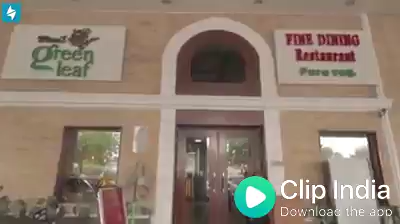 green
leaf
FINE DINING
Restaurant
Pure veg.
Clip India
Download the app